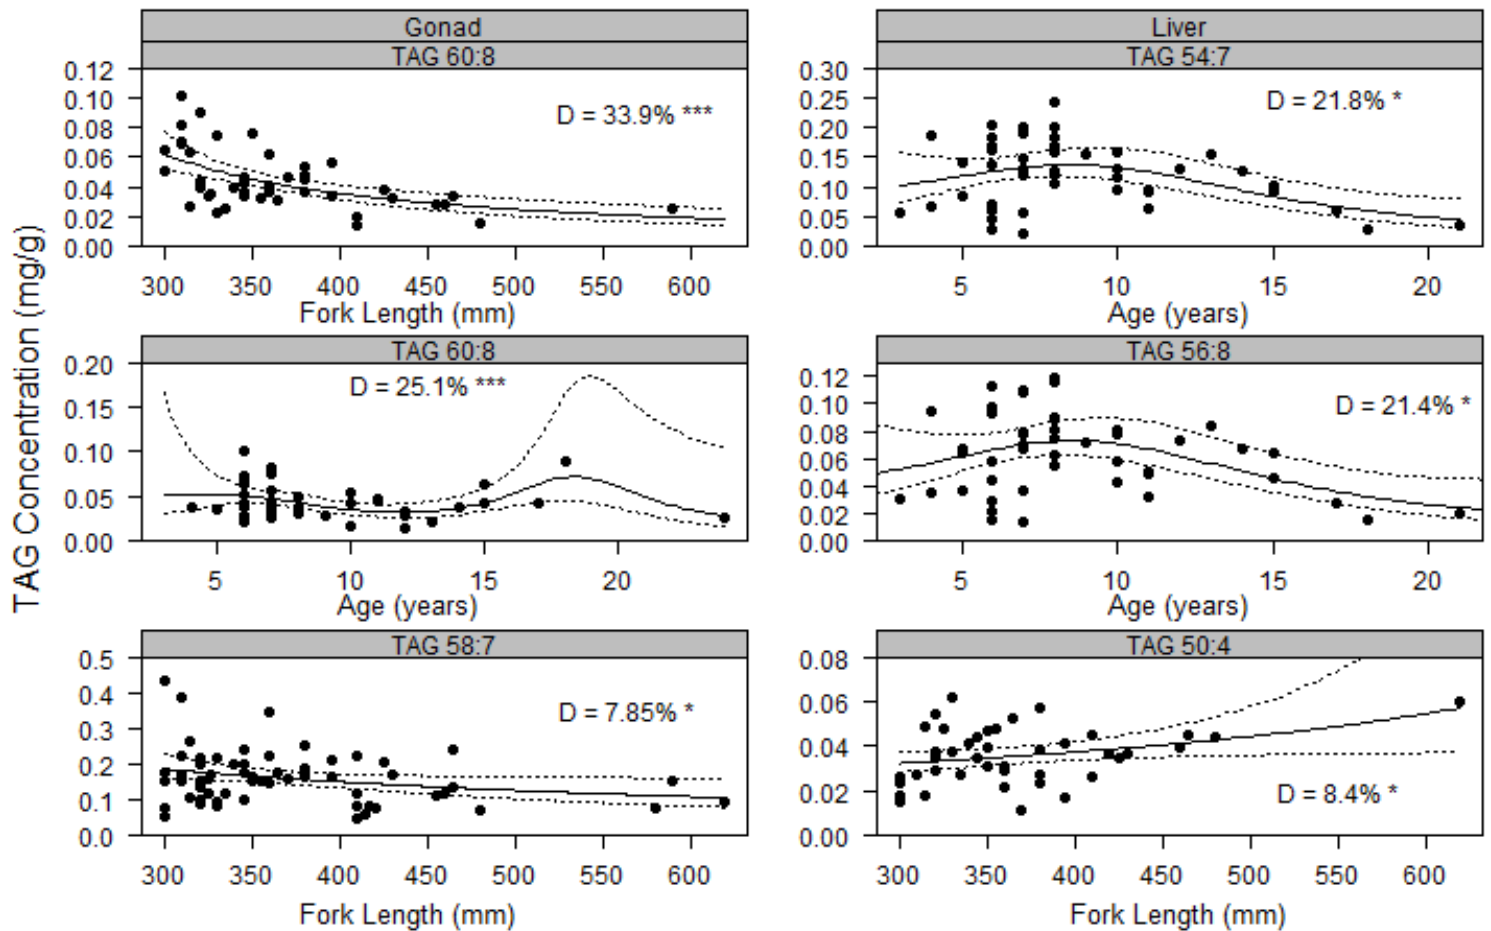 TAG Concentration (mg/g)
Gonad
TAG 60:8
0.12
0.10
0.08
0.06
0.04
0.02
0.00
D = 33.9% ***
300 350 400 450 500 550 600
Fork Length (mm)
Liver
TAG 54:7
0.30
0.25
0.20
0.15
0.10
0.05
0.00
D = 21.8% *
5 10 15 20
Age (years)
TAG 60:8
0.20
0.15
0.10
0.05
0.00
D = 25.1% ***
5 10 15 20
Age (years)
TAG 56:8
0.12
0.10
0.08
0.06
0.04
0.02
0.00
D = 21.4% *
5 10 15 20
Age (years)
TAG 58:7
0.5
0.4
0.3
0.2
0.1
0.0
D = 7.85% *
300 350 400 450 500 550 600
Fork Length (mm)
TAG 50:4
0.08
0.06
0.04
0.02
0.00
D = 8.4% *
300 350 400 450 500 550 600
Fork Length (mm)